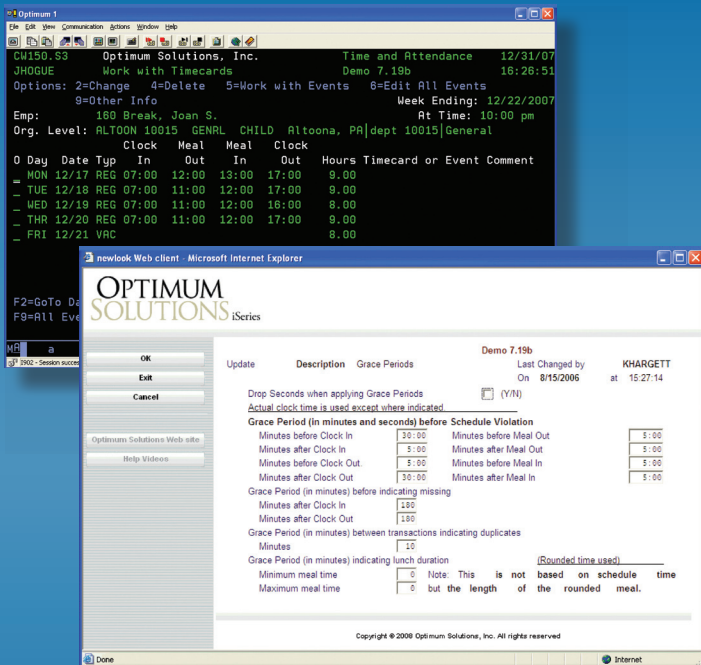 Optimum 1
File Edit View Communication Actions Window Help
CW150.S3 Optimum Solutions, Inc. Time and Attendance 12/31/07
JHOGUE Work with Timecards Demo 7.19b 16:26:51
Options: 2=Change 4=Delete 5=Work with Events 6=Edit All Events
9=Other Info Week Ending: 12/22/2007
Emp: 160 Break, Joan S. At Time: 10:00 pm
Org. Level: ALTOON 10015 GENRL CHILD Altoona, PA|dept 10015|General
Clock Meal Meal Clock
O Day Date Typ In Out In Out Hours Timecard or Event Comment
_ MON 12/17 REG 07:00 12:00 13:00 17:00 9.00
_ TUE 12/18 REG 07:00 11:00 12:00 17:00 9.00
_ WED 12/19 REG 07:00 11:00 12:00 16:00 8.00
_ THR 12/20 REG 07:00 11:00 12:00 17:00 9.00
_ FRI 12/21 VAC 8.00
F2=GoTo Da
F9=All Eve
MA a
I902 - Session succes
newlook Web client - Microsoft Internet Explorer
OPTIMUM
SOLUTIONS iSeries
OK
Exit
Cancel
Optimum Solutions Web site
Help Videos
Demo 7.19b
Update Description Grace Periods Last Changed by KHARGETT
On 8/15/2006 at 15:27:14
Drop Seconds when applying Grace Periods (Y/N)
Actual clock time is used except where indicated.
Grace Period (in minutes and seconds) before Schedule Violation
Minutes before Clock In 30:00 Minutes before Meal Out 5:00
Minutes after Clock In 5:00 Minutes after Meal Out 5:00
Minutes before Clock Out 5:00 Minutes before Meal In 5:00
Minutes after Clock Out 30:00 Minutes after Meal In 5:00
Grace Period (in minutes) before indicating missing
Minutes after Clock In 180
Minutes after Clock Out 180
Grace Period (in minutes) between transactions indicating duplicates
Minutes 10
Grace Period (in minutes) indicating lunch duration (Rounded time used)
Minimum meal time 0 Note: This is not based on schedule time
Maximum meal time 0 but the length of the rounded meal.
Copyright © 2008 Optimum Solutions, Inc. All rights reserved
Done Internet